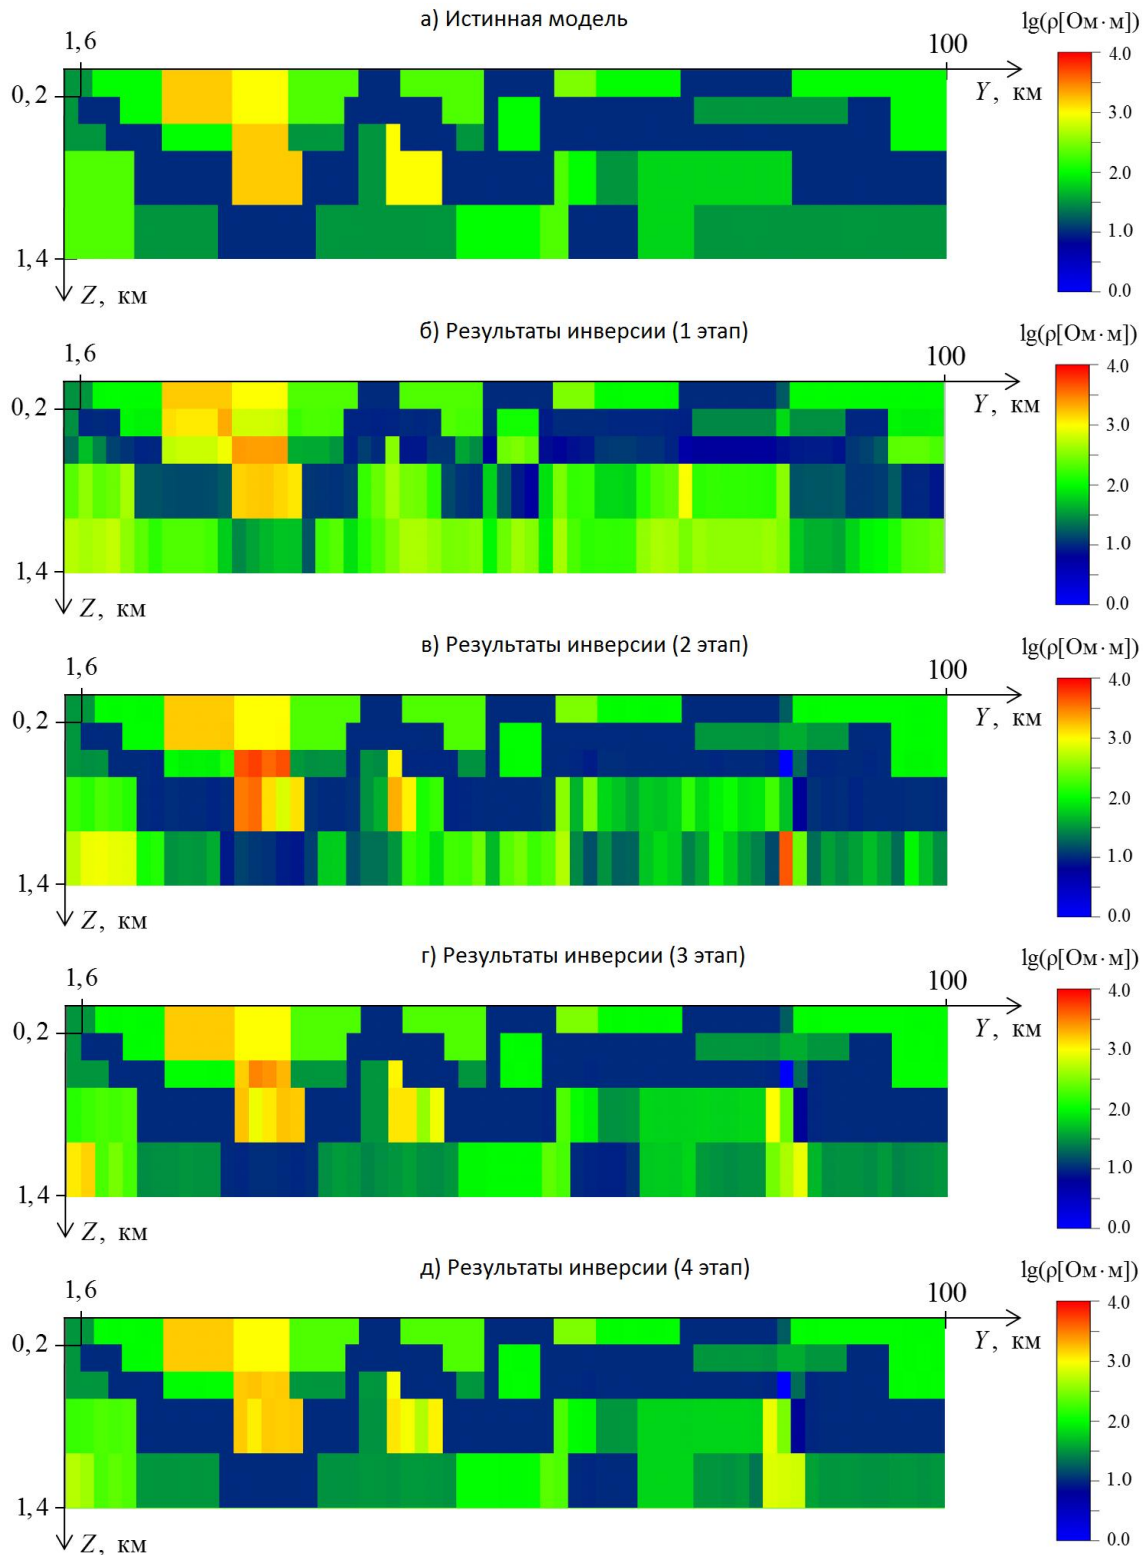 а) Истинная модель
lg(ρ[Ом·м])
1,6
100
4.0
0,2
Y, км
3.0
2.0
1.0
1,4
0.0
Z, км
б) Результаты инверсии (1 этап)
lg(ρ[Ом·м])
1,6
100
4.0
0,2
Y, км
3.0
2.0
1.0
1,4
0.0
Z, км
в) Результаты инверсии (2 этап)
lg(ρ[Ом·м])
1,6
100
4.0
0,2
Y, км
3.0
2.0
1.0
1,4
0.0
Z, км
г) Результаты инверсии (3 этап)
lg(ρ[Ом·м])
1,6
100
4.0
0,2
Y, км
3.0
2.0
1.0
1,4
0.0
Z, км
д) Результаты инверсии (4 этап)
lg(ρ[Ом·м])
1,6
100
4.0
0,2
Y, км
3.0
2.0
1.0
1,4
0.0
Z, км